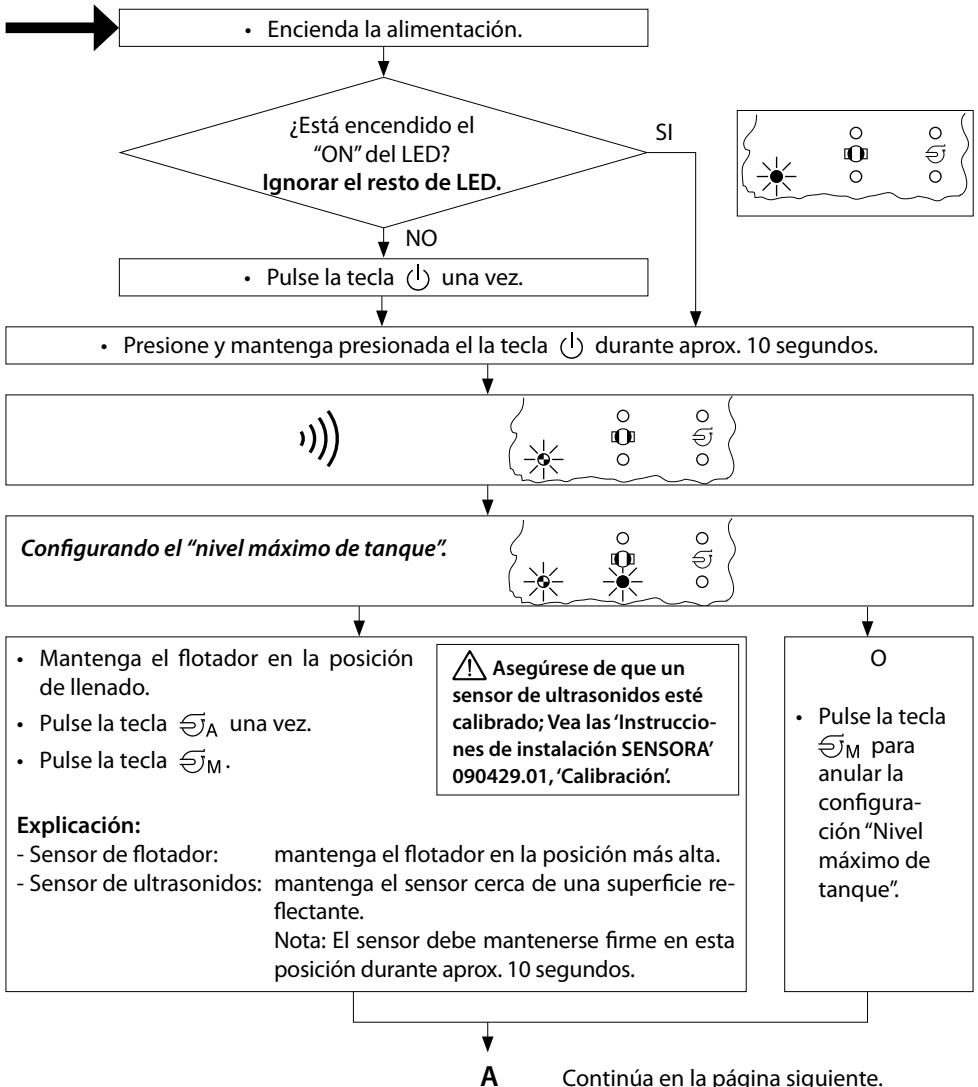 • Encienda la alimentación.
¿Está encendido el
“ON” del LED?
Ignorar el resto de LED.
SI
NO
• Pulse la tecla una vez.
• Presione y mantenga presionada el la tecla durante aprox. 10 segundos.
Configurando el “nivel máximo de tanque”.
• Mantenga el flotador en la posición
de llenado.
• Pulse la tecla A una vez.
• Pulse la tecla M.
Asegúrese de que un
sensor de ultrasonidos esté
calibrado; Vea las ‘Instruccio-
nes de instalación SENSORA’
090429.01, ‘Calibración’.
Explicación:
- Sensor de flotador: mantenga el flotador en la posición más alta.
- Sensor de ultrasonidos: mantenga el sensor cerca de una superficie re-
flectante.
Nota: El sensor debe mantenerse firme en esta
posición durante aprox. 10 segundos.
O
• Pulse la tecla
M para
anular la
configura-
ción “Nivel
máximo de
tanque”.
A Continúa en la página siguiente.